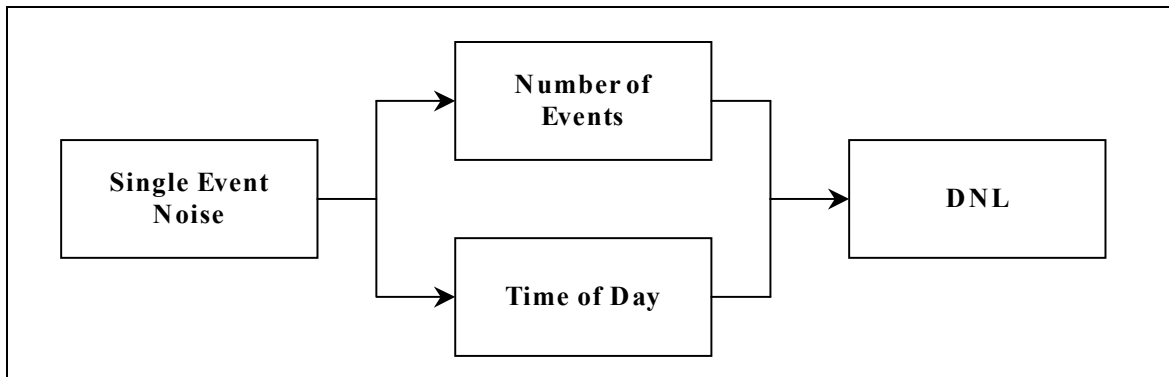 Number of
Events
Single Event
Noise
DNL
Time of Day